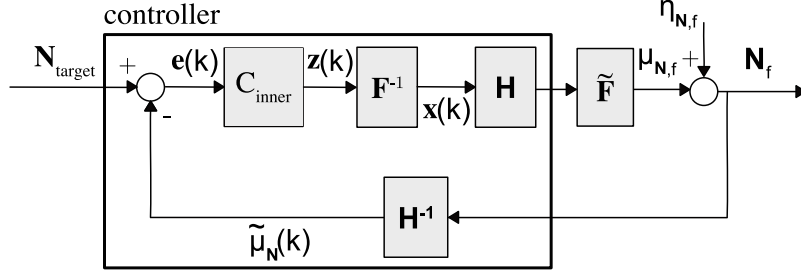 controller
η_N,f
N_target
+
e(k)
C_inner
z(k)
F⁻¹
x(k)
H
F̃
μ_N,f
+
N_f
-
H⁻¹
μ̃_N(k)